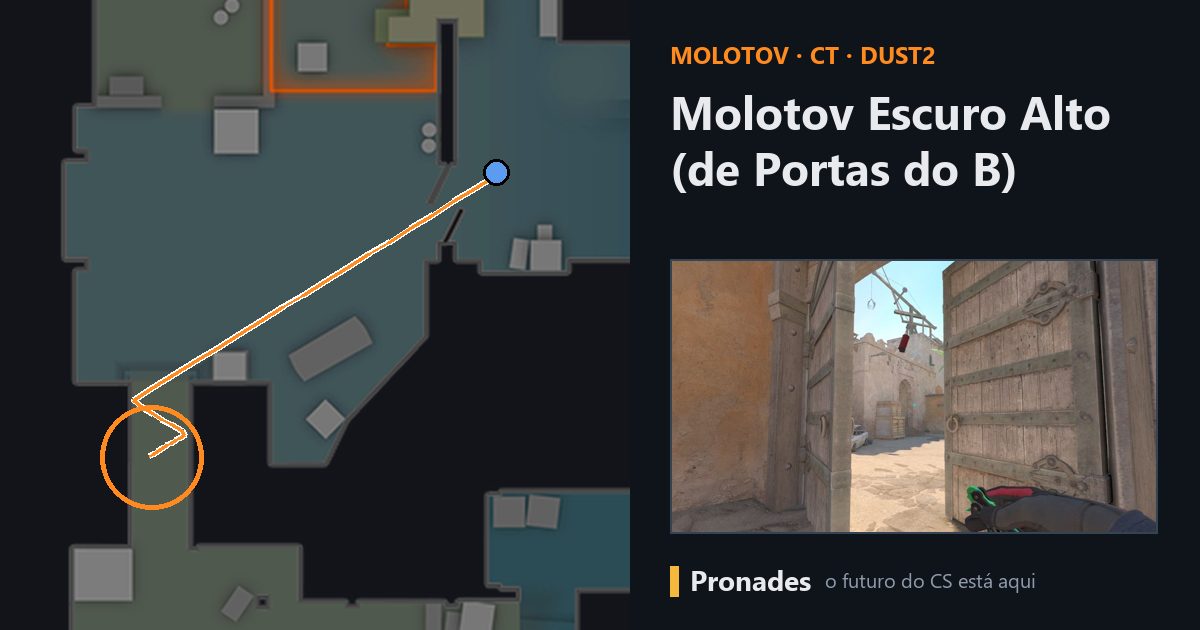 MOLOTOV · CT · DUST2
Molotov Escuro Alto
(de Portas do B)
Pronades o futuro do CS está aqui